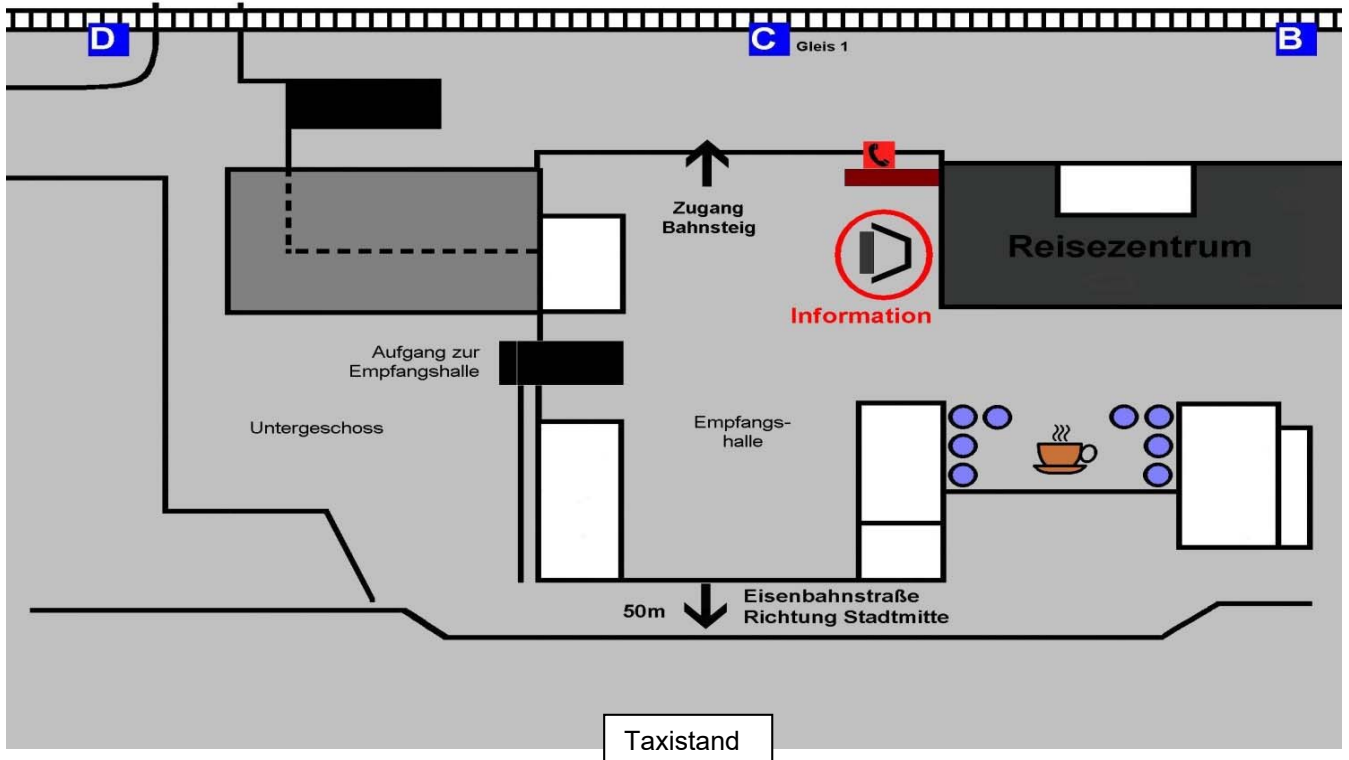 D
C
Gleis 1
B
Zugang
Bahnsteig
Reisezentrum
Information
Aufgang zur
Empfangshalle
Untergeschoss
Empfangs-
halle
50m
Eisenbahnstraße
Richtung Stadtmitte
Taxistand